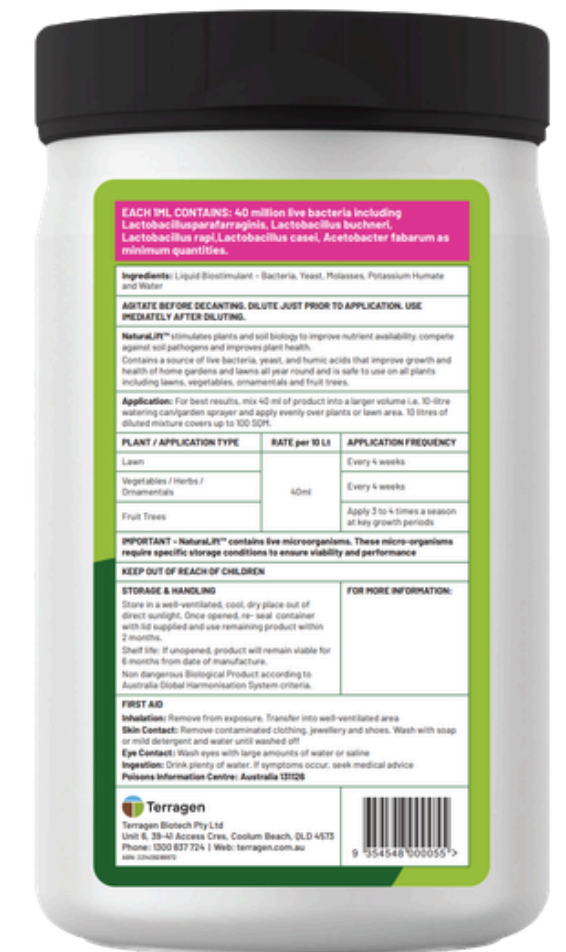 EACH 1ML CONTAINS: 40 million live bacteria including
Lactobacillusparafarraginis, Lactobacillus buchneri,
Lactobacillus rapi,Lactobacillus casei, Acetobacter fabarum as
minimum quantities.
Ingredients: Liquid Biostimulant - Bacteria, Yeast, Molasses, Potassium Humate
and Water
AGITATE BEFORE DECANTING. DILUTE JUST PRIOR TO APPLICATION. USE
IMEDIATELY AFTER DILUTING.
NaturaLift™ stimulates plants and soil biology to improve nutrient availability, compete
against soil pathogens and improves plant health.
Contains a source of live bacteria, yeast, and humic acids that improve growth and
health of home gardens and lawns all year round and is safe to use on all plants
including lawns, vegetables, ornamentals and fruit trees.
Application: For best results, mix 40 ml of product into a larger volume i.e. 10-litre
watering can/garden sprayer and apply evenly over plants or lawn area. 10 litres of
diluted mixture covers up to 100 SQM.
PLANT / APPLICATION TYPE RATE per 10 Lt APPLICATION FREQUENCY
Lawn Every 4 weeks
Vegetables / Herbs /
Ornamentals 40ml Every 4 weeks
Fruit Trees Apply 3 to 4 times a season
at key growth periods
IMPORTANT - NaturaLift™ contains live microorganisms. These micro-organisms
require specific storage conditions to ensure viability and performance
KEEP OUT OF REACH OF CHILDREN
STORAGE & HANDLING
Store in a well-ventilated, cool, dry place out of
direct sunlight. Once opened, re- seal container
with lid supplied and use remaining product within
2 months.
Shelf life: If unopened, product will remain viable for
6 months from date of manufacture.
Non dangerous Biological Product according to
Australia Global Harmonisation System criteria.
FOR MORE INFORMATION:
FIRST AID
Inhalation: Remove from exposure. Transfer into well-ventilated area
Skin Contact: Remove contaminated clothing, jewellery and shoes. Wash with soap
or mild detergent and water until washed off
Eye Contact: Wash eyes with large amounts of water or saline
Ingestion: Drink plenty of water. If symptoms occur, seek medical advice
Poisons Information Centre: Australia 131126
Terragen
Terragen Biotech Pty Ltd
Unit 6, 39-41 Access Cres, Coolum Beach, QLD 4573
Phone: 1300 837 724 | Web: terragen.com.au
ABN:
9 354548 000055 >